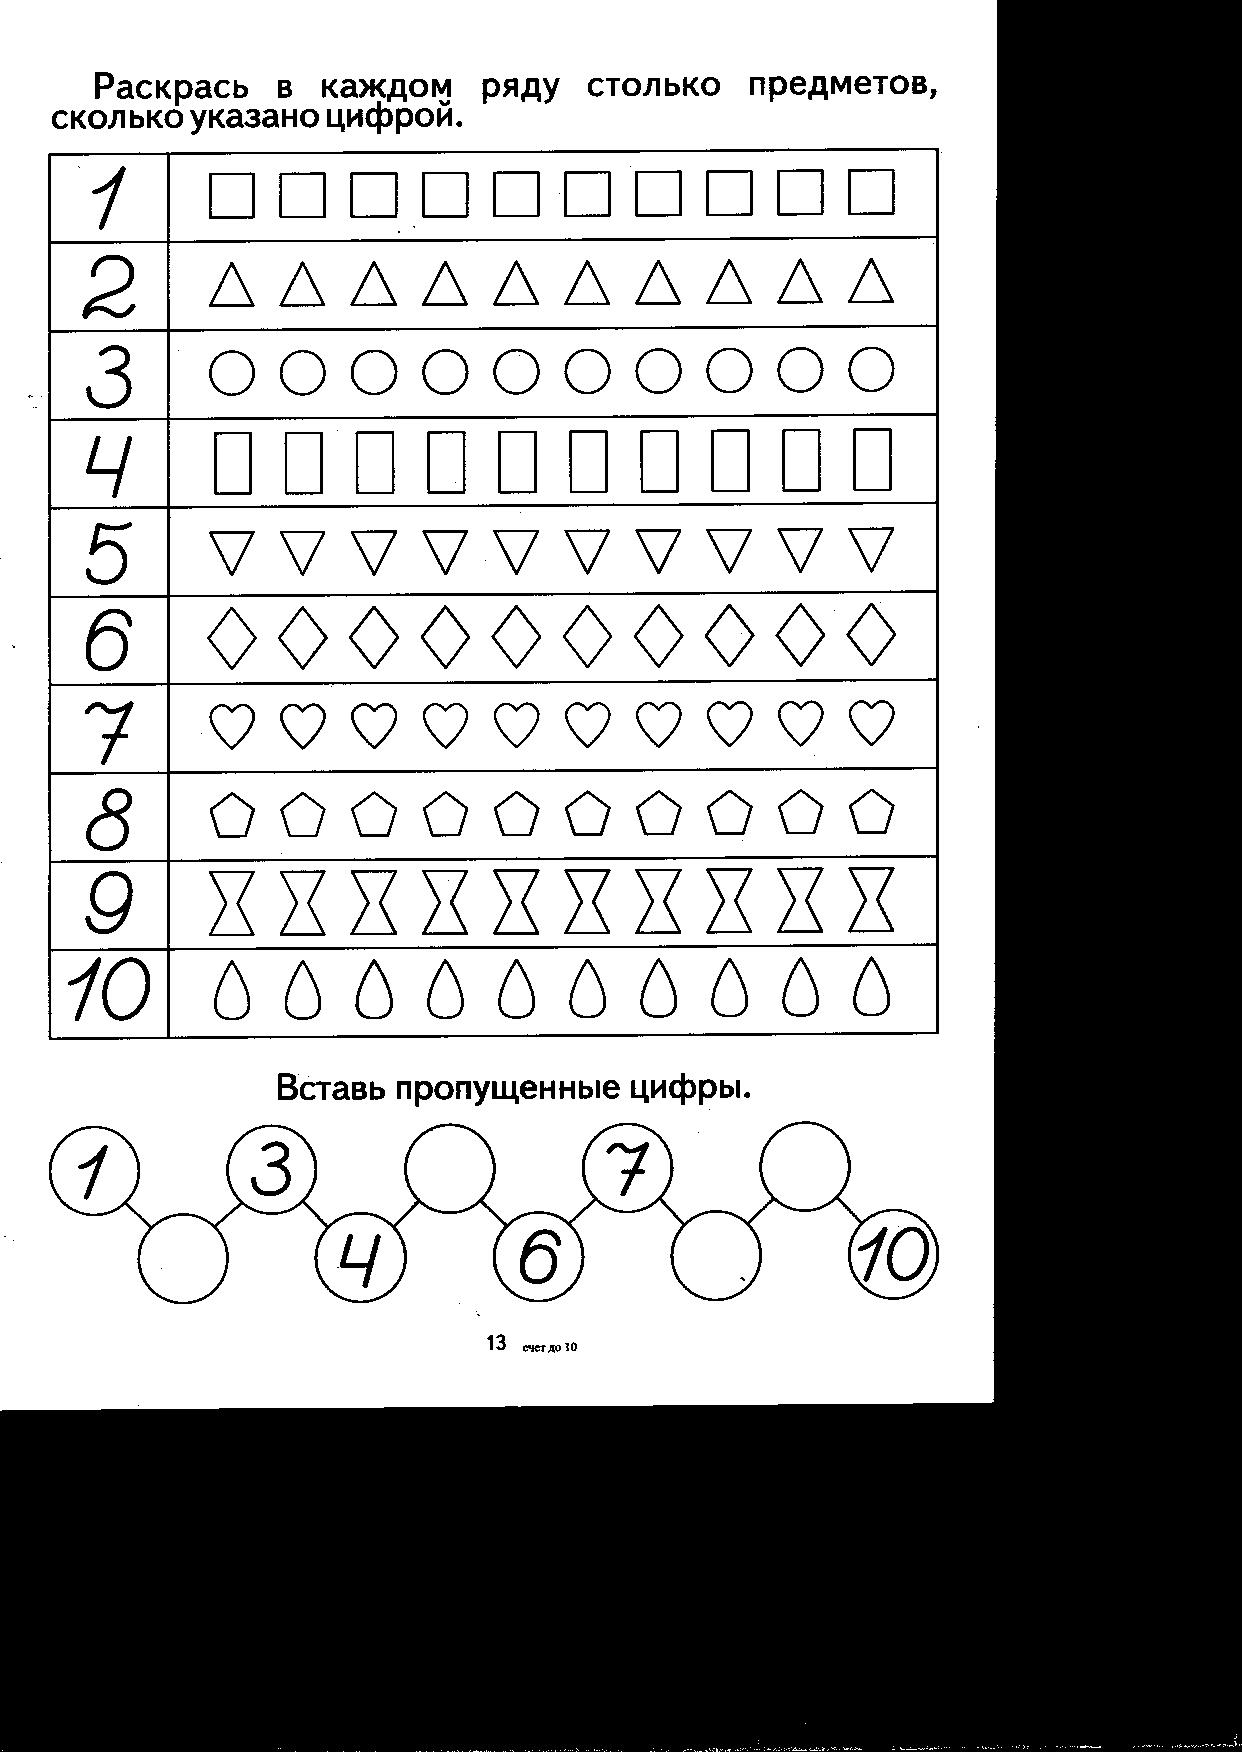 Раскрась в каждом ряду столько предметов,
сколько указано цифрой.
1
2
3
4
5
6
7
8
9
10
Вставь пропущенные цифры.
1 3 7
4 6 10
13 счет до 10